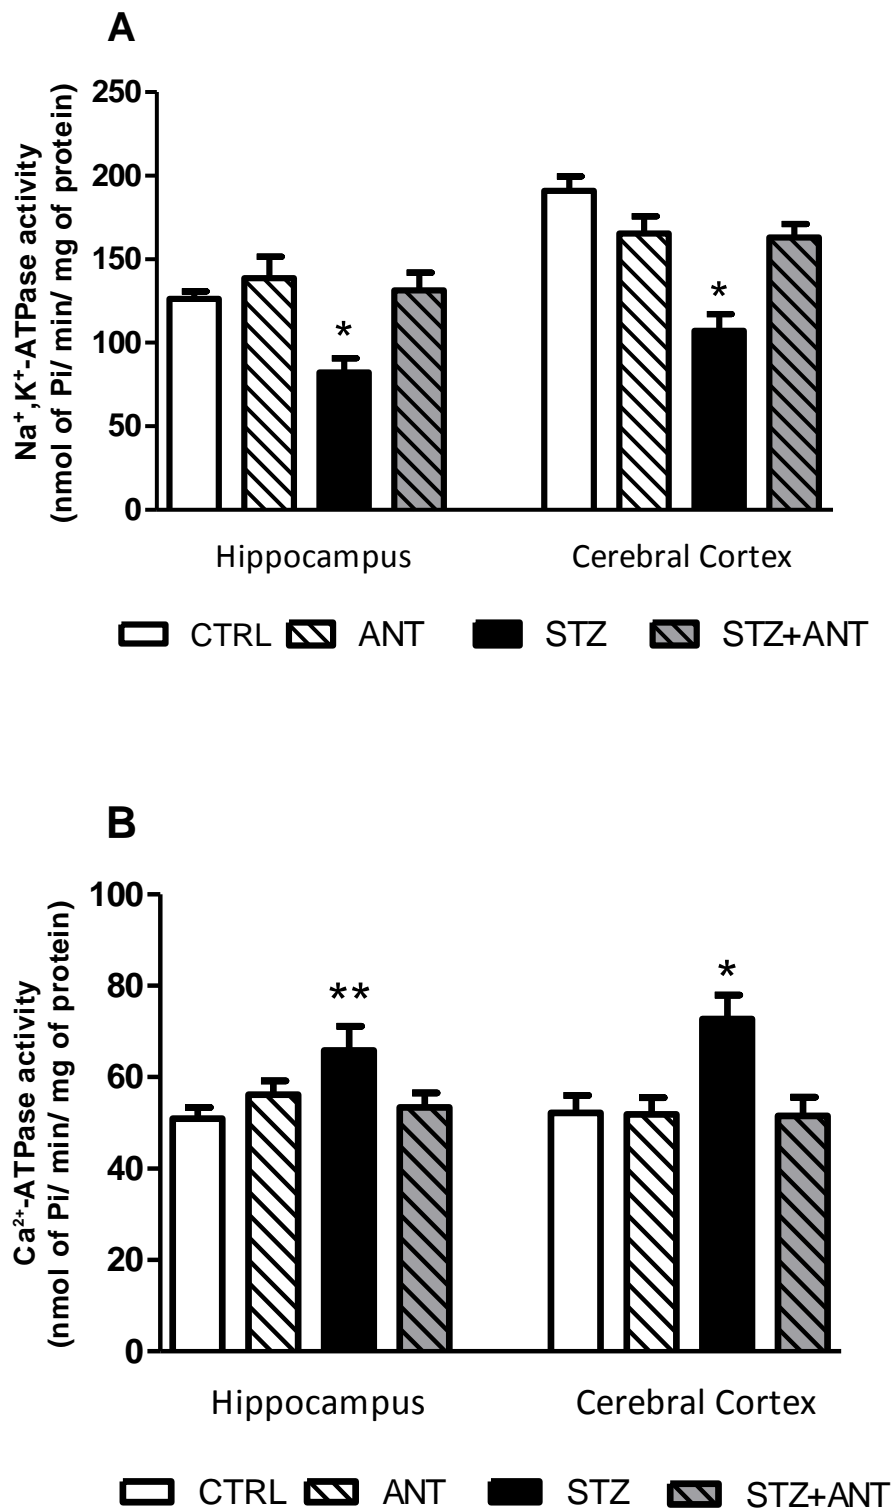 A
250
200
150
100
50
0
Na⁺,K⁺-ATPase activity
(nmol of Pi/ min/ mg of protein)
*
*
Hippocampus Cerebral Cortex
CTRL ANT STZ STZ+ANT
B
100
80
60
40
20
0
Ca²⁺-ATPase activity
(nmol of Pi/ min/ mg of protein)
**
*
Hippocampus Cerebral Cortex
CTRL ANT STZ STZ+ANT